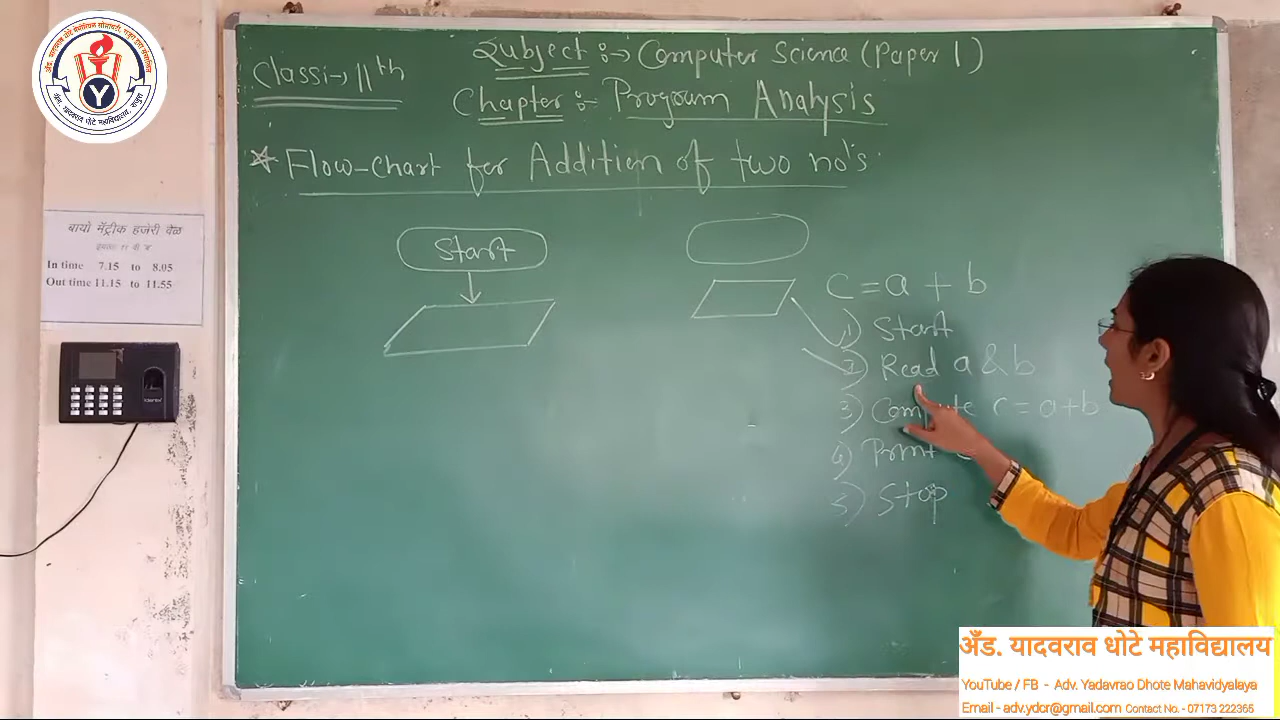 Class:→ 11th
Subject :→ Computer Science (Paper 1)
Chapter :- Program Analysis
* Flow-chart for Addition of two no's.
Start
C = a + b
1) Start
2) Read a & b
3) Compute c = a+b
4) Print
5) Stop
Y
बायो मॅट्रीक हजेरी वेळ
In time 7.15 to 8.05
Out time 11.15 to 11.55
अँड. यादवराव धोटे महाविद्यालय
YouTube / FB - Adv. Yadavrao Dhote Mahavidyalaya
Email - adv.ydcr@gmail.com Contact No. - 07173 222365